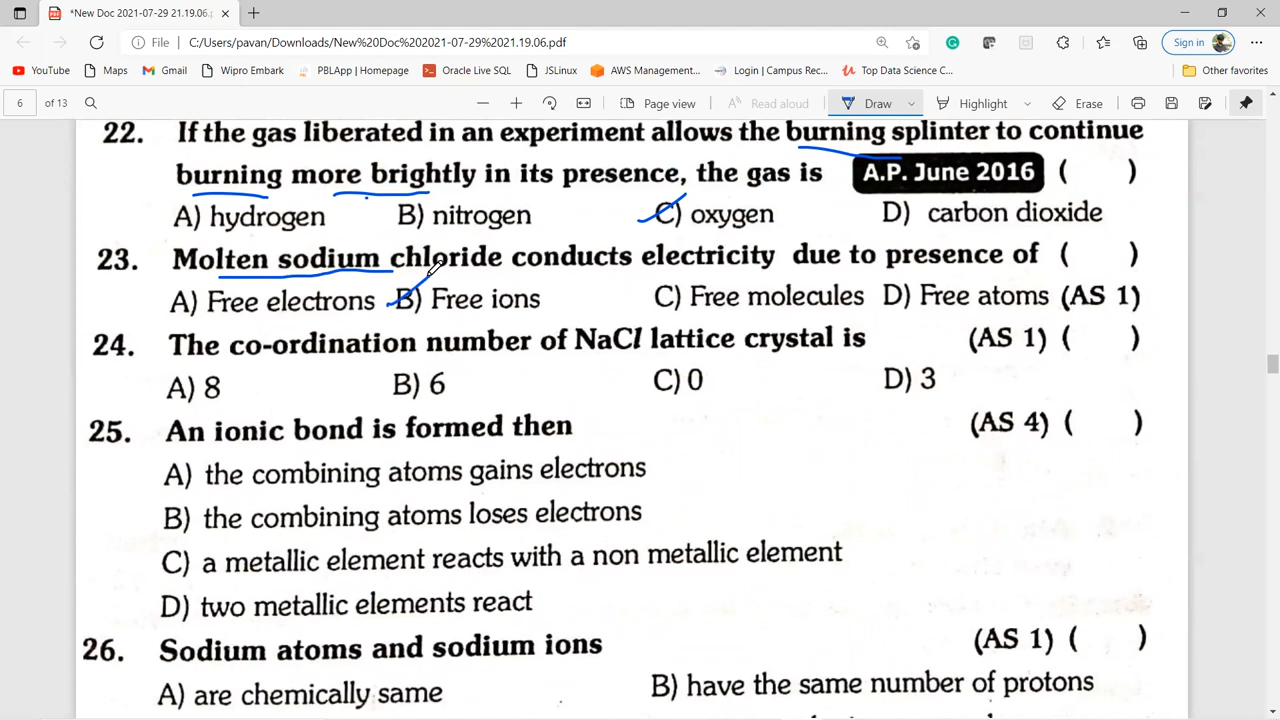 *New Doc 2021-07-29 21.19.06.p
File C:/Users/pavan/Downloads/New%20Doc%202021-07-29%2021.19.06.pdf
Sign in
YouTube Maps Gmail Wipro Embark PBLApp | Homepage Oracle Live SQL JSLinux AWS Management... Login | Campus Rec... Top Data Science C... Other favorites
6 of 13 Page view Read aloud Draw Highlight Erase
22. If the gas liberated in an experiment allows the burning splinter to continue
burning more brightly in its presence, the gas is A.P. June 2016 ( )
A) hydrogen B) nitrogen C) oxygen D) carbon dioxide
23. Molten sodium chloride conducts electricity due to presence of ( )
A) Free electrons B) Free ions C) Free molecules D) Free atoms (AS 1)
24. The co-ordination number of NaCl lattice crystal is (AS 1) ( )
A) 8 B) 6 C) 0 D) 3
25. An ionic bond is formed then (AS 4) ( )
A) the combining atoms gains electrons
B) the combining atoms loses electrons
C) a metallic element reacts with a non metallic element
D) two metallic elements react
26. Sodium atoms and sodium ions (AS 1) ( )
A) are chemically same B) have the same number of protons